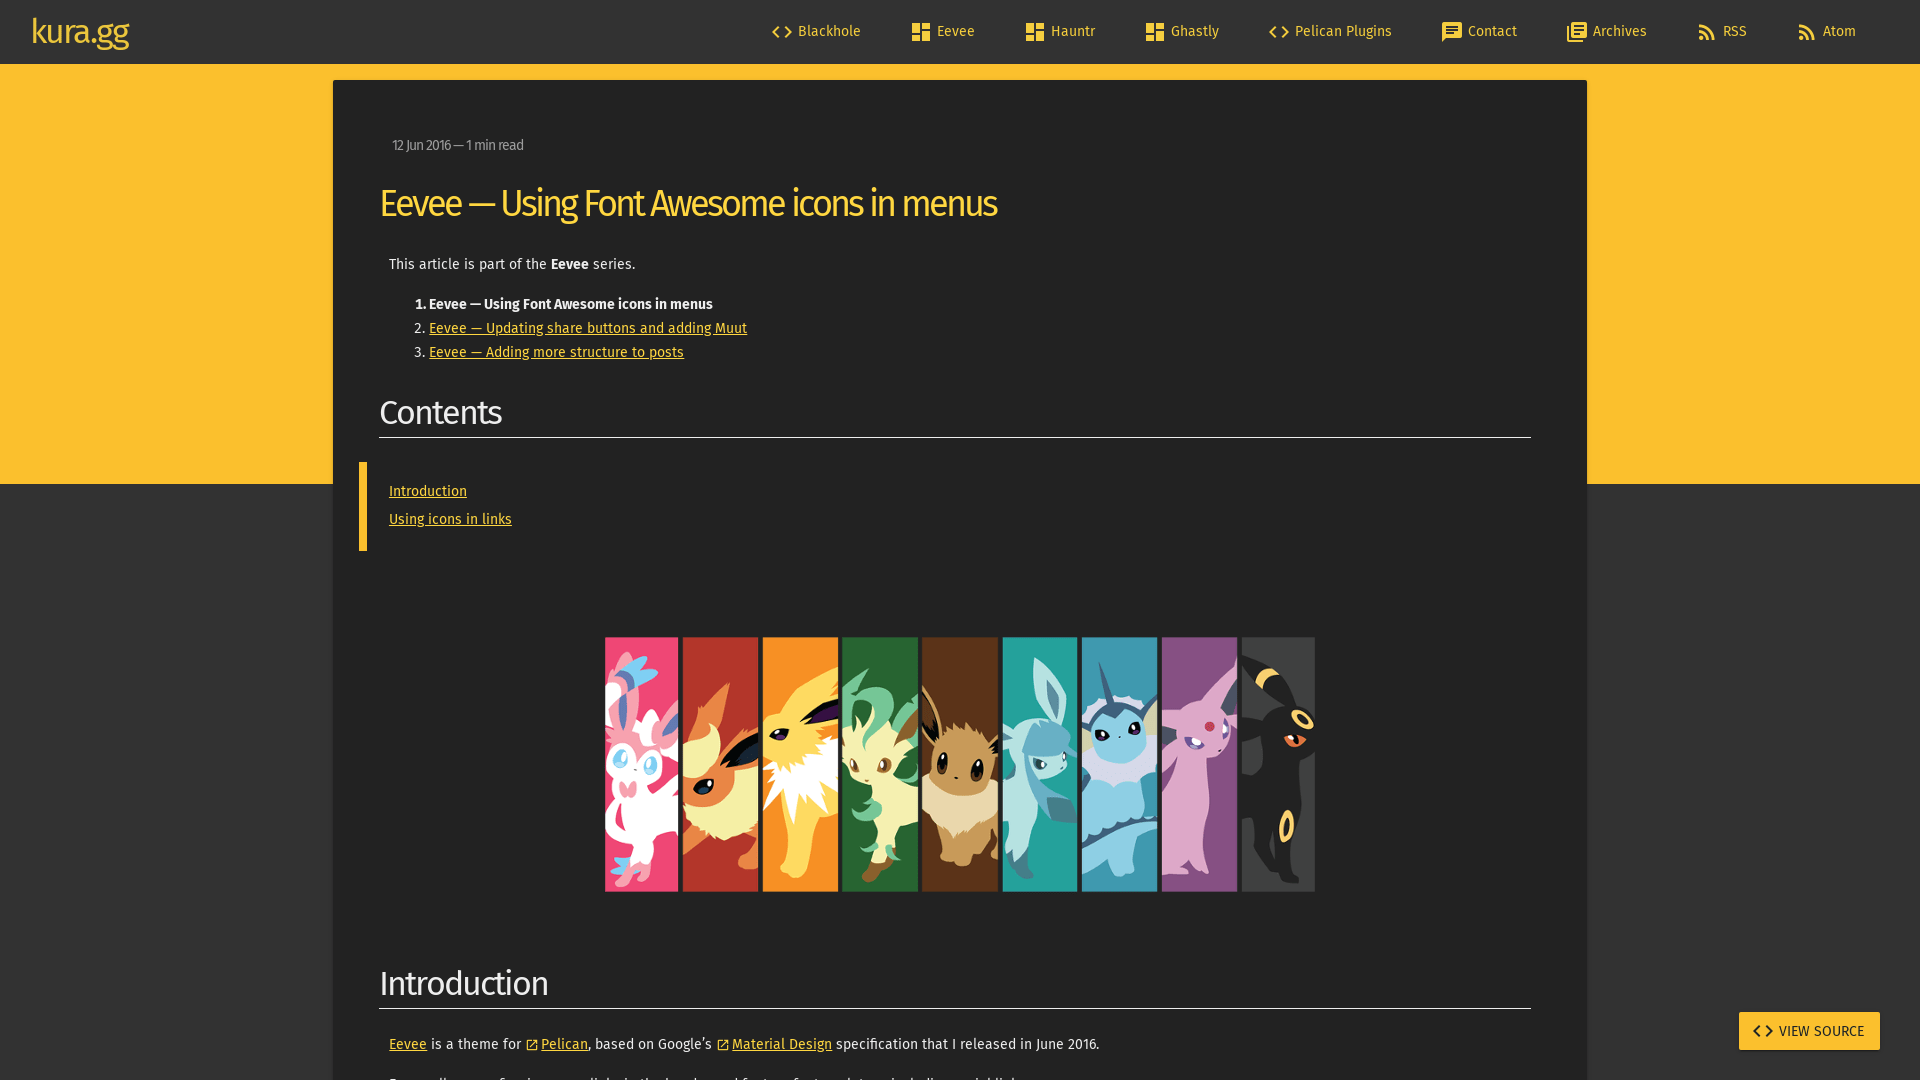 kura.gg
Blackhole
Eevee
Hauntr
Ghastly
Pelican Plugins
Contact
Archives
RSS
Atom
12 Jun 2016 — 1 min read
Eevee — Using Font Awesome icons in menus
This article is part of the Eevee series.
1. Eevee — Using Font Awesome icons in menus
2. Eevee — Updating share buttons and adding Muut
3. Eevee — Adding more structure to posts
Contents
Introduction
Using icons in links
Introduction
Eevee is a theme for Pelican, based on Google’s Material Design specification that I released in June 2016.
VIEW SOURCE